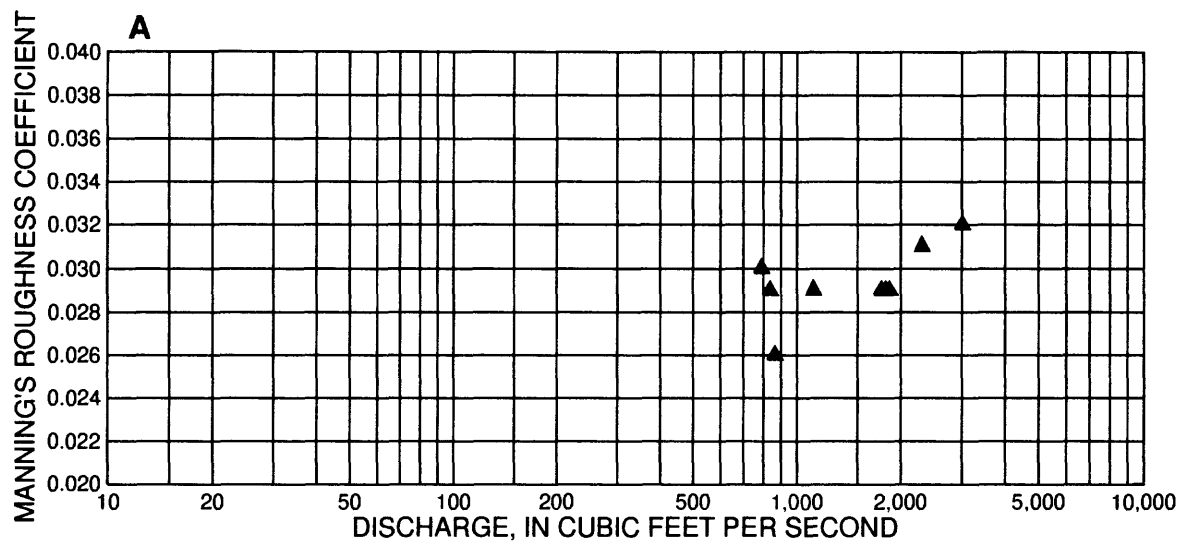 A
MANNING'S ROUGHNESS COEFFICIENT
0.040
0.038
0.036
0.034
0.032
0.030
0.028
0.026
0.024
0.022
0.020
10 20 50 100 200 500 1,000 2,000 5,000 10,000
DISCHARGE, IN CUBIC FEET PER SECOND